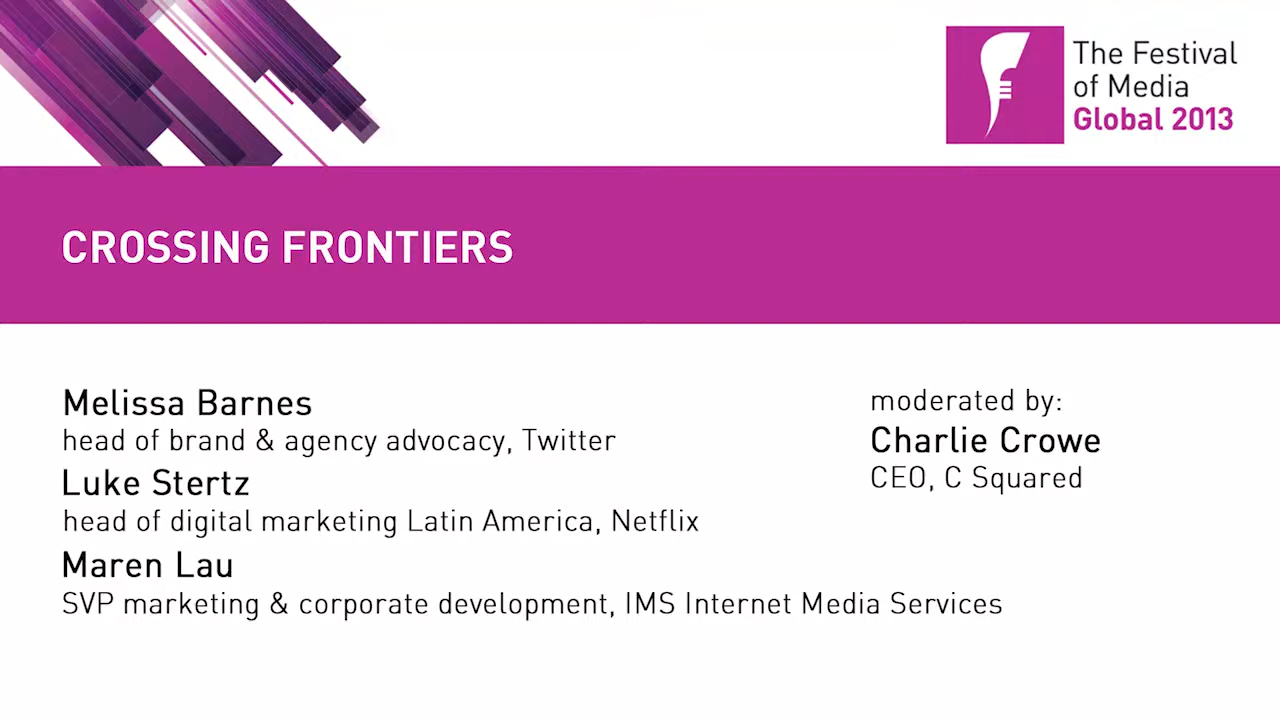 The Festival
of Media
Global 2013
CROSSING FRONTIERS
Melissa Barnes
head of brand & agency advocacy, Twitter
Luke Stertz
head of digital marketing Latin America, Netflix
Maren Lau
SVP marketing & corporate development, IMS Internet Media Services
moderated by:
Charlie Crowe
CEO, C Squared